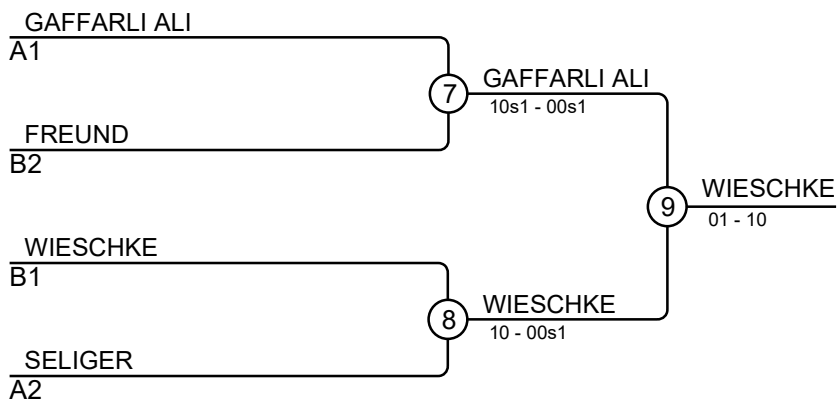 GAFFARLI ALI
A1
7
GAFFARLI ALI
10s1 - 00s1
FREUND
B2
9
WIESCHKE
01 - 10
WIESCHKE
B1
8
WIESCHKE
10 - 00s1
SELIGER
A2